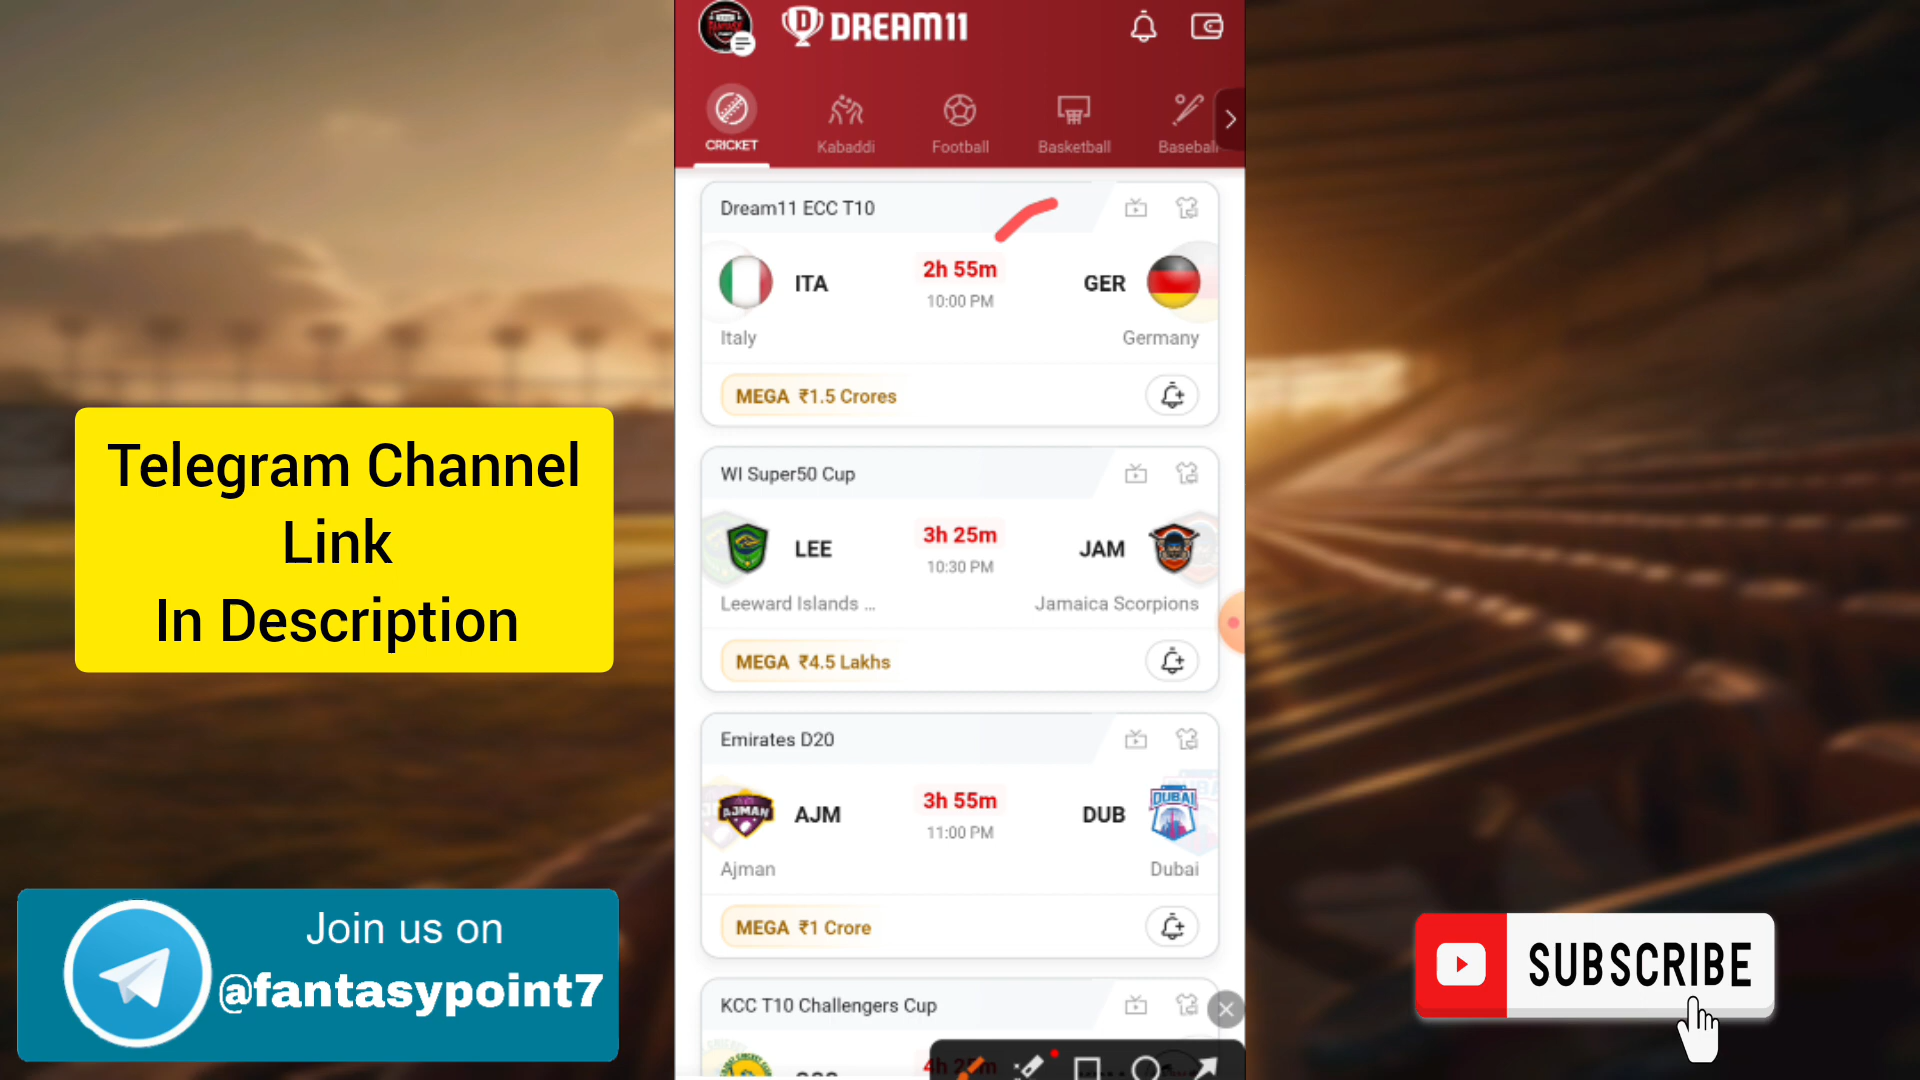 DREAM11
CRICKET
Kabaddi
Football
Basketball
Baseball
Dream11 ECC T10
ITA
2h 55m
GER
10:00 PM
Italy
Germany
MEGA ₹1.5 Crores
WI Super50 Cup
LEE
3h 25m
JAM
10:30 PM
Leeward Islands ...
Jamaica Scorpions
MEGA ₹4.5 Lakhs
Emirates D20
AJMAN
AJM
3h 55m
DUB
DUBAI
11:00 PM
Ajman
Dubai
MEGA ₹1 Crore
KCC T10 Challengers Cup
Telegram Channel
Link
In Description
Join us on
@fantasypoint7
SUBSCRIBE